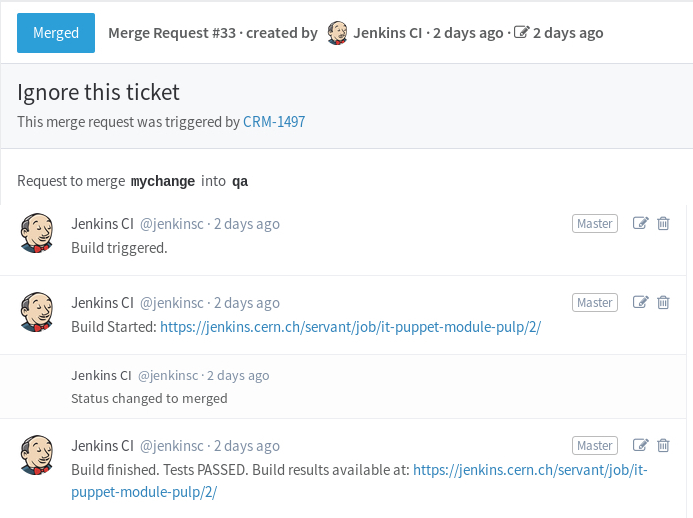 Merged Merge Request #33 · created by Jenkins CI · 2 days ago · 2 days ago
Ignore this ticket
This merge request was triggered by CRM-1497
Request to merge mychange into qa
Jenkins CI @jenkinsc · 2 days ago Master
Build triggered.
Jenkins CI @jenkinsc · 2 days ago Master
Build Started: https://jenkins.cern.ch/servant/job/it-puppet-module-pulp/2/
Jenkins CI @jenkinsc · 2 days ago
Status changed to merged
Jenkins CI @jenkinsc · 2 days ago Master
Build finished. Tests PASSED. Build results available at: https://jenkins.cern.ch/servant/job/it-
puppet-module-pulp/2/